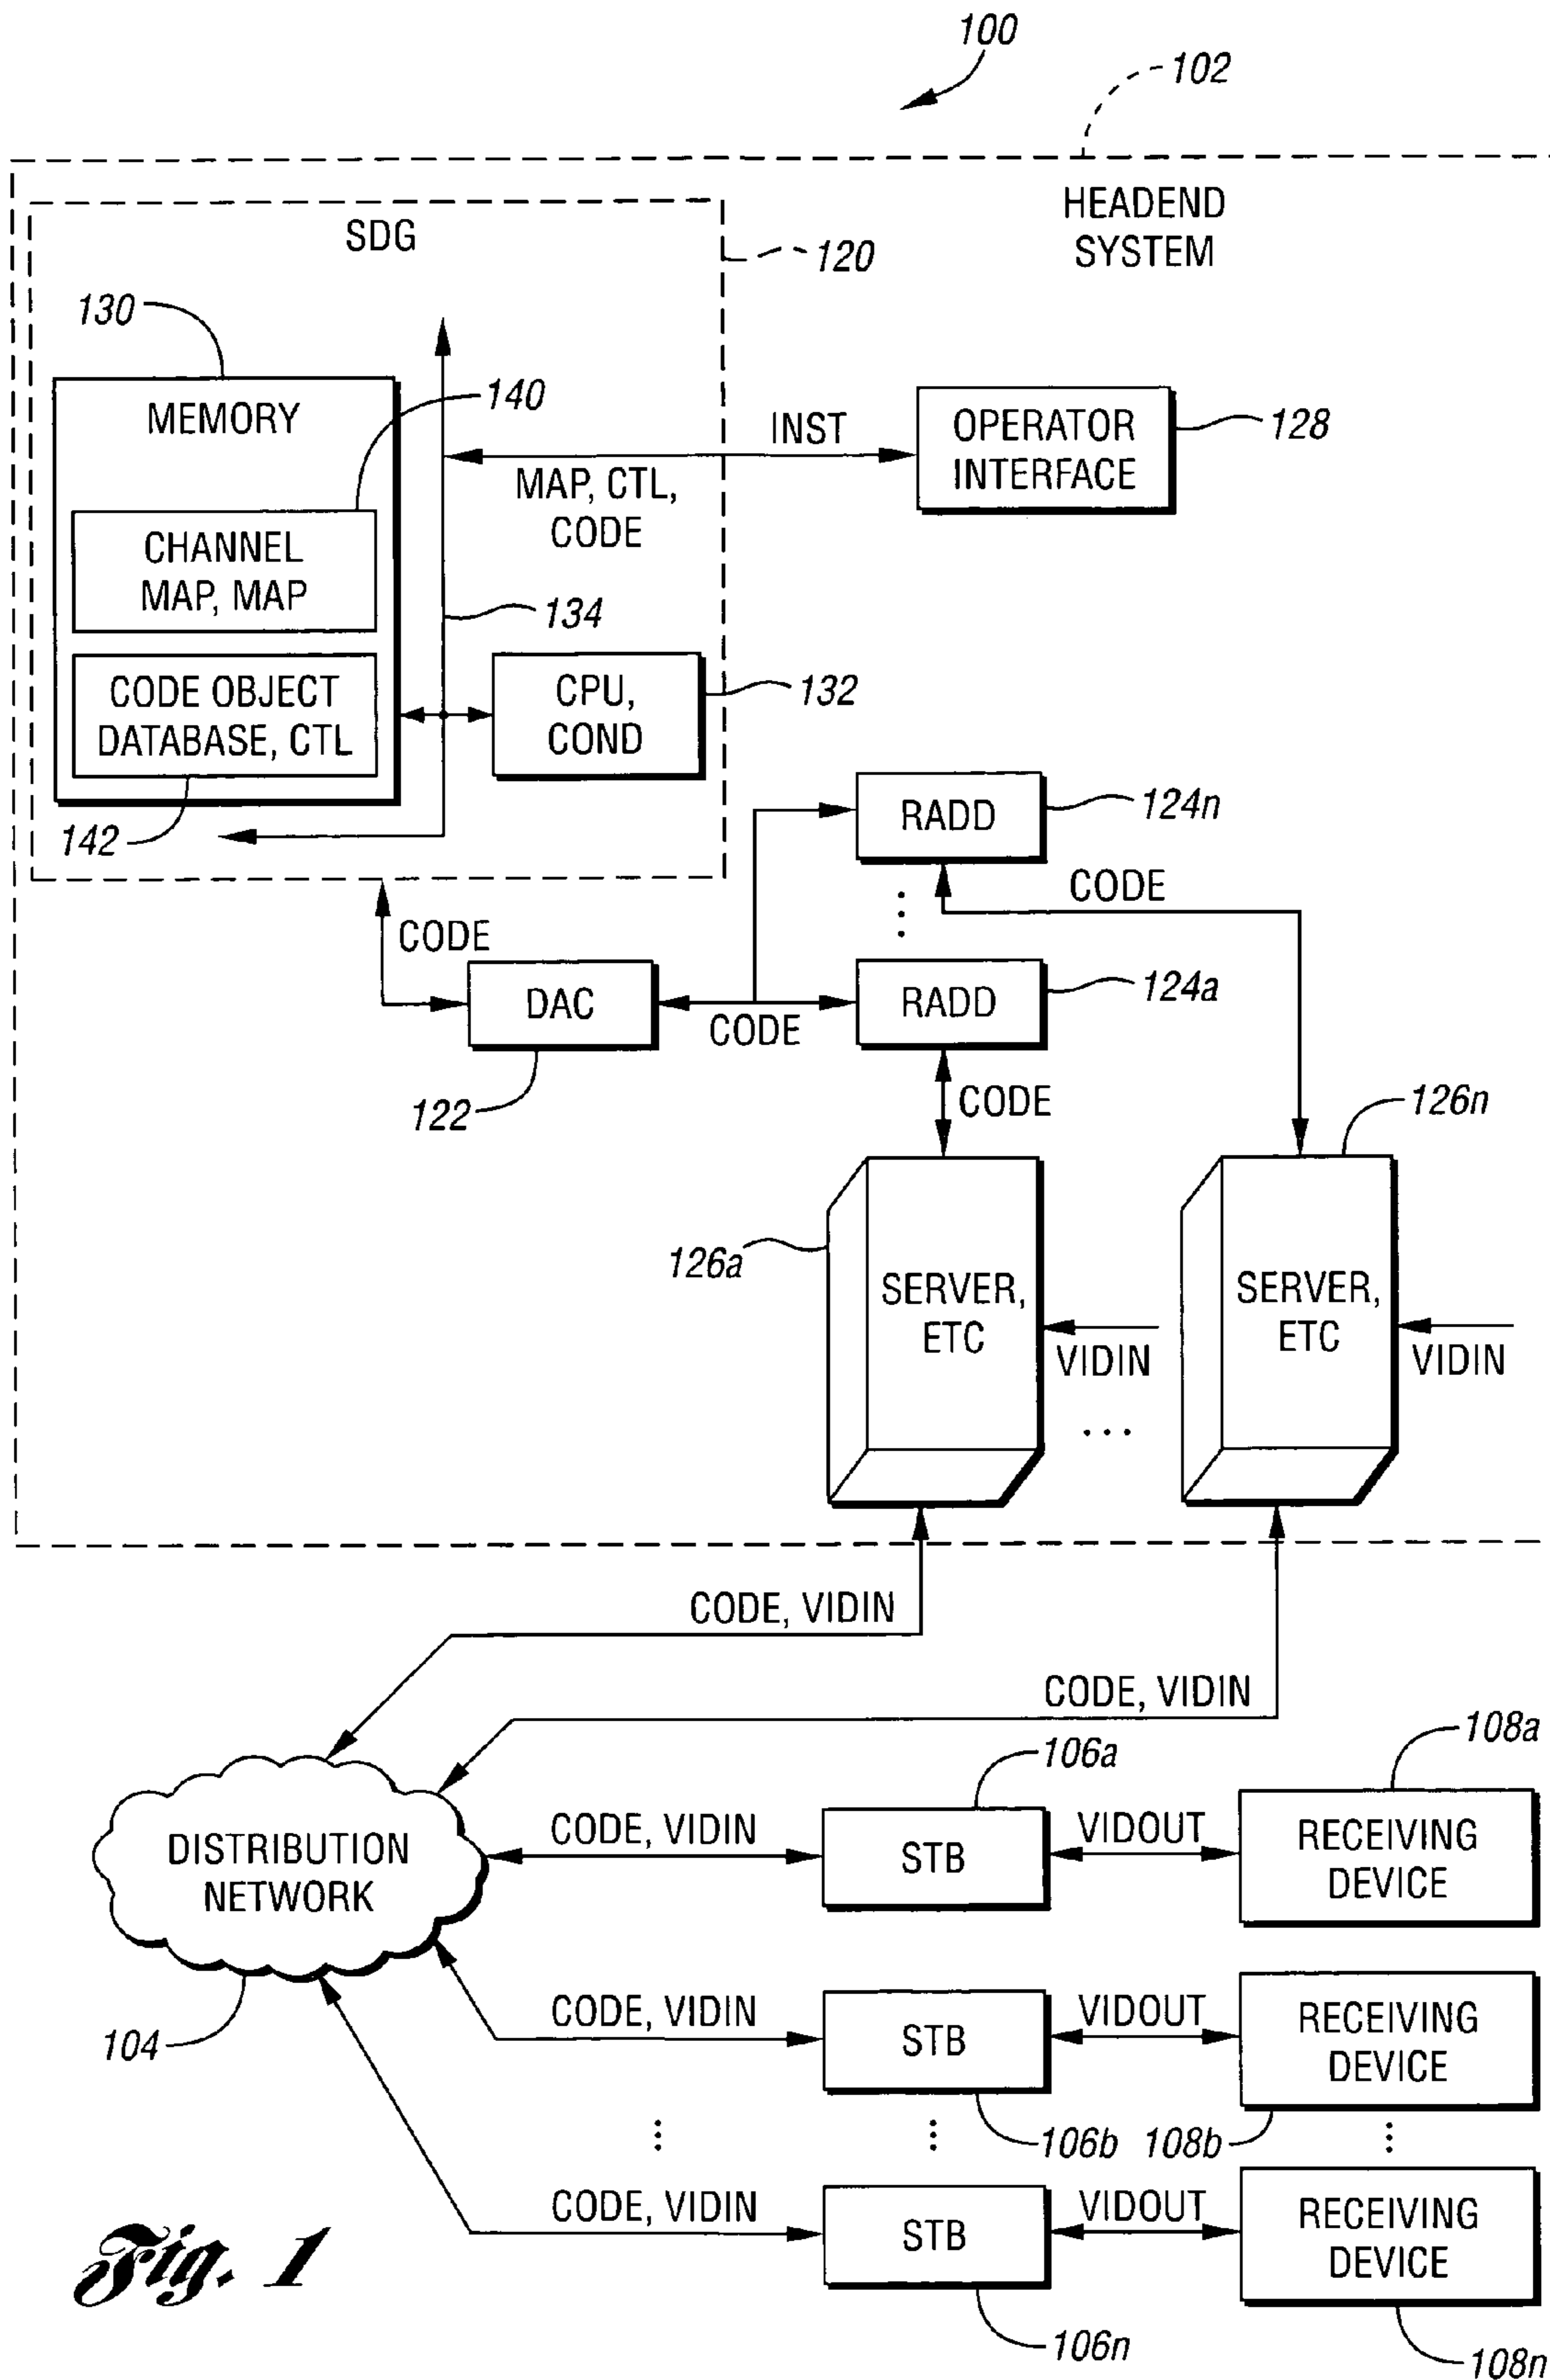 100
102
HEADEND
SYSTEM
SDG
120
130
MEMORY
140
INST
OPERATOR
INTERFACE
128
MAP, CTL,
CODE
CHANNEL
MAP, MAP
134
CODE OBJECT
DATABASE, CTL
CPU,
COND
132
142
RADD
124n
CODE
CODE
DAC
122
CODE
RADD
124a
CODE
126n
126a
SERVER,
ETC
VIDIN
SERVER,
ETC
VIDIN
CODE, VIDIN
CODE, VIDIN
DISTRIBUTION
NETWORK
104
CODE, VIDIN
106a
STB
VIDOUT
108a
RECEIVING
DEVICE
CODE, VIDIN
STB
VIDOUT
RECEIVING
DEVICE
106b
108b
CODE, VIDIN
STB
VIDOUT
RECEIVING
DEVICE
106n
108n
Fig. 1